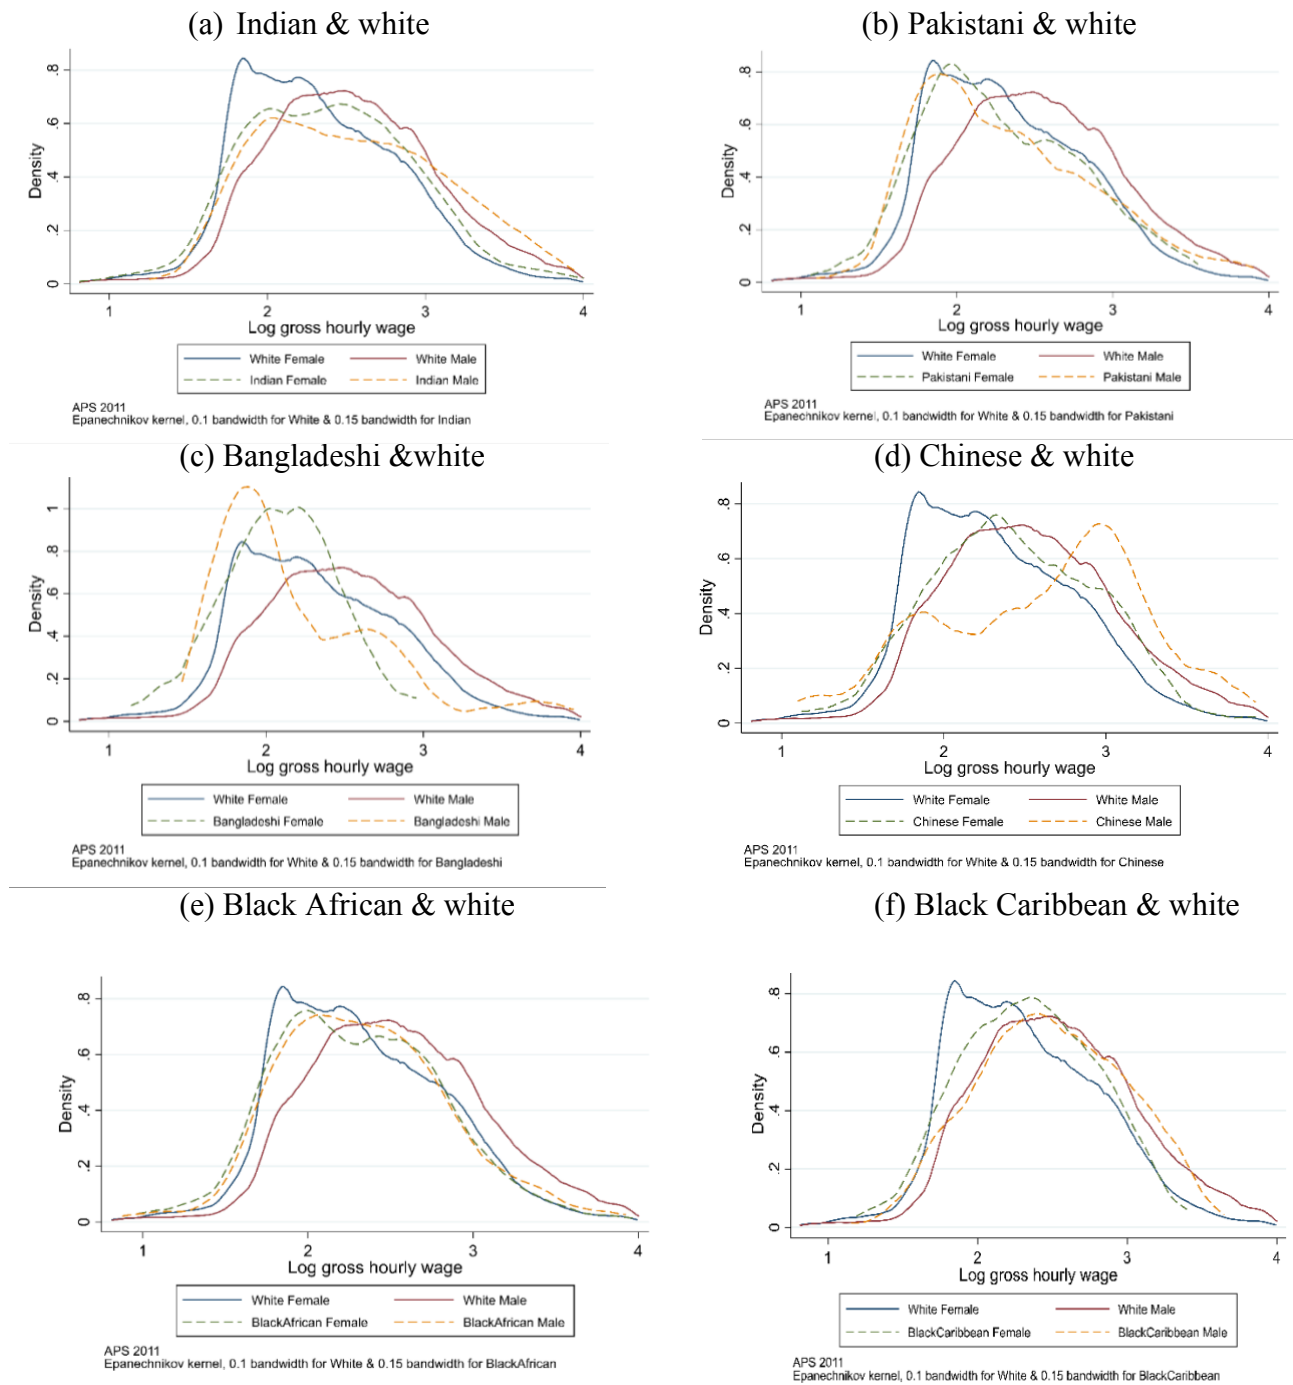 (a) Indian & white
Density
0 .2 .4 .6 .8
1 2 3 4
Log gross hourly wage
White Female White Male
Indian Female Indian Male
APS 2011
Epanechnikov kernel, 0.1 bandwidth for White & 0.15 bandwidth for Indian
(b) Pakistani & white
Density
0 .2 .4 .6 .8
1 2 3 4
Log gross hourly wage
White Female White Male
Pakistani Female Pakistani Male
APS 2011
Epanechnikov kernel, 0.1 bandwidth for White & 0.15 bandwidth for Pakistani
(c) Bangladeshi &white
Density
0 .2 .4 .6 .8 1
1 2 3 4
Log gross hourly wage
White Female White Male
Bangladeshi Female Bangladeshi Male
APS 2011
Epanechnikov kernel, 0.1 bandwidth for White & 0.15 bandwidth for Bangladeshi
(d) Chinese & white
Density
0 .2 .4 .6 .8
1 2 3 4
Log gross hourly wage
White Female White Male
Chinese Female Chinese Male
APS 2011
Epanechnikov kernel, 0.1 bandwidth for White & 0.15 bandwidth for Chinese
(e) Black African & white
Density
0 .2 .4 .6 .8
1 2 3 4
Log gross hourly wage
White Female White Male
BlackAfrican Female BlackAfrican Male
APS 2011
Epanechnikov kernel, 0.1 bandwidth for White & 0.15 bandwidth for BlackAfrican
(f) Black Caribbean & white
Density
0 .2 .4 .6 .8
1 2 3 4
Log gross hourly wage
White Female White Male
BlackCaribbean Female BlackCaribbean Male
APS 2011
Epanechnikov kernel, 0.1 bandwidth for White & 0.15 bandwidth for BlackCaribbean